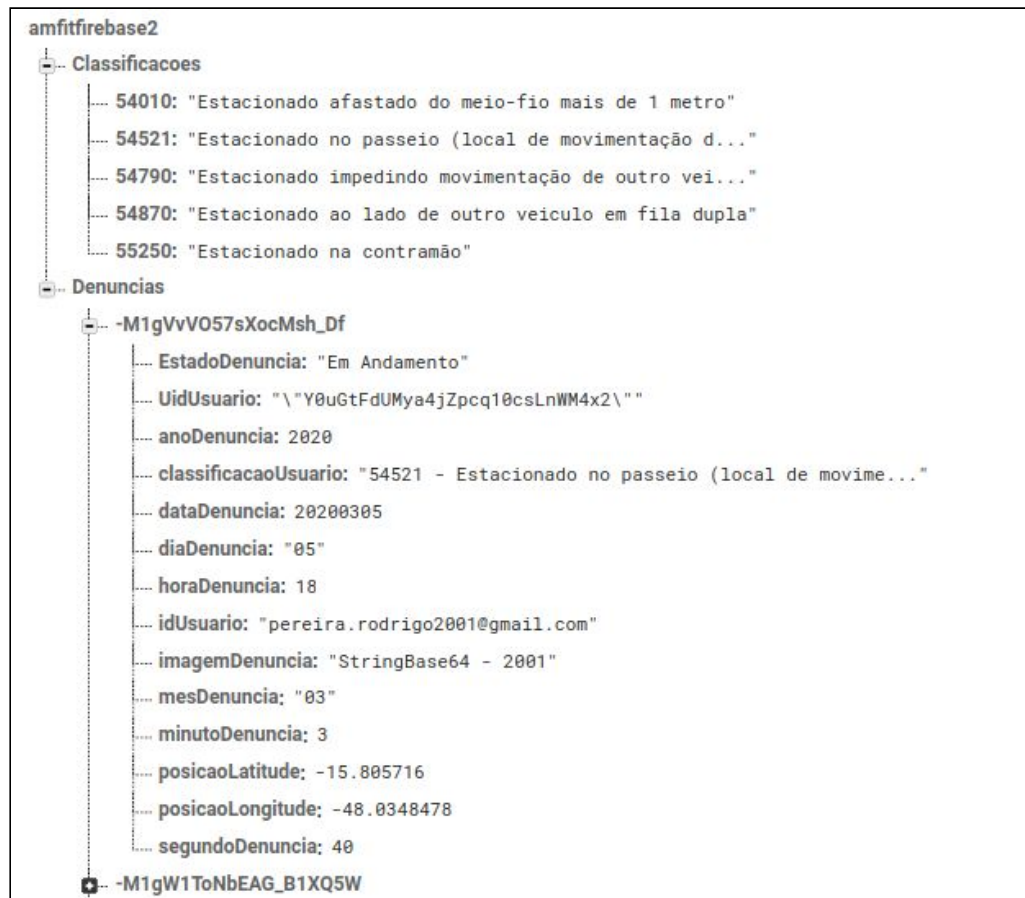 amfitfirebase2
Classificacoes
54010: "Estacionado afastado do meio-fio mais de 1 metro"
54521: "Estacionado no passeio (local de movimentação d..."
54790: "Estacionado impedindo movimentação de outro vei..."
54870: "Estacionado ao lado de outro veiculo em fila dupla"
55250: "Estacionado na contramão"
Denuncias
-M1gVvVO57sXocMsh_Df
EstadoDenuncia: "Em Andamento"
UidUsuario: "\"Y0uGtFdUMya4jZpcq10csLnWM4x2\""
anoDenuncia: 2020
classificacaoUsuario: "54521 - Estacionado no passeio (local de movime..."
dataDenuncia: 20200305
diaDenuncia: "05"
horaDenuncia: 18
idUsuario: "pereira.rodrigo2001@gmail.com"
imagemDenuncia: "StringBase64 - 2001"
mesDenuncia: "03"
minutoDenuncia: 3
posicaoLatitude: -15.805716
posicaoLongitude: -48.0348478
segundoDenuncia: 40
-M1gW1ToNbEAG_B1XQ5W